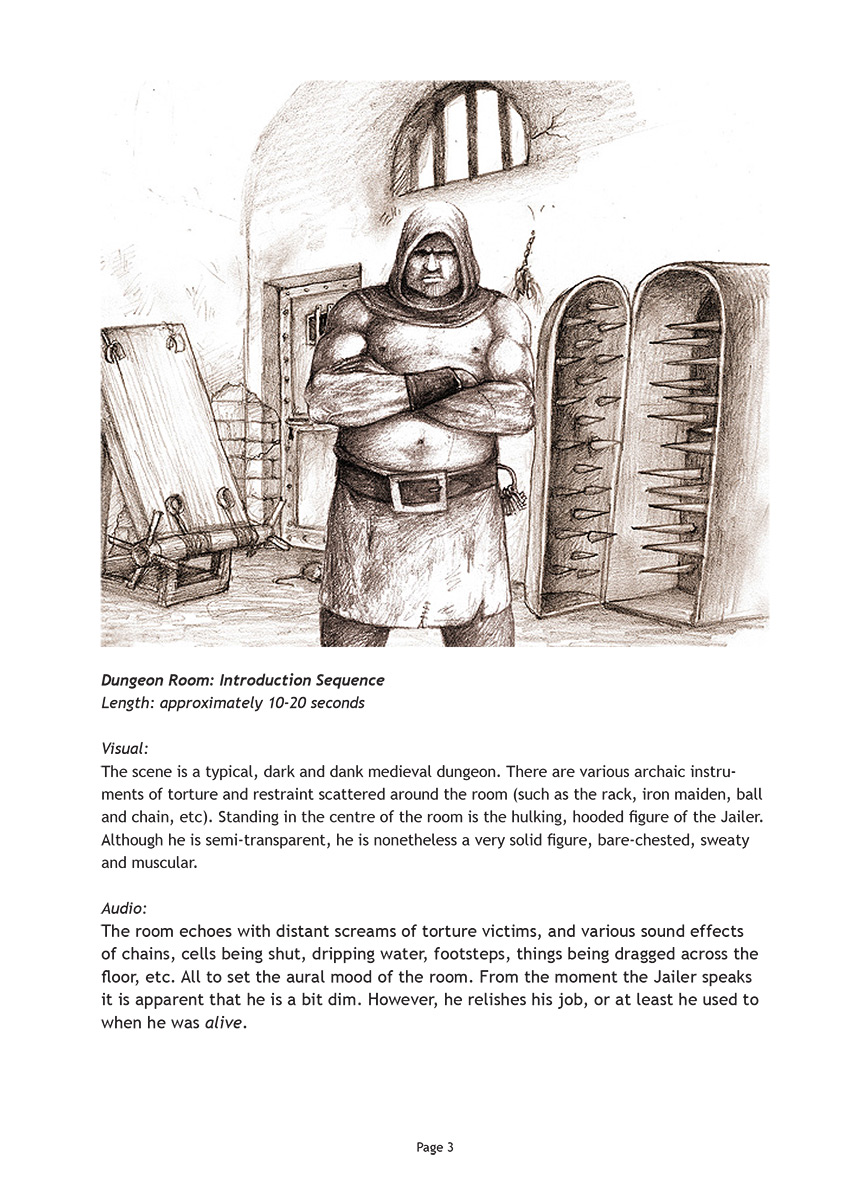 Dungeon Room: Introduction Sequence
Length: approximately 10-20 seconds
Visual:
The scene is a typical, dark and dank medieval dungeon. There are various archaic instru-
ments of torture and restraint scattered around the room (such as the rack, iron maiden, ball
and chain, etc). Standing in the centre of the room is the hulking, hooded figure of the Jailer.
Although he is semi-transparent, he is nonetheless a very solid figure, bare-chested, sweaty
and muscular.
Audio:
The room echoes with distant screams of torture victims, and various sound effects
of chains, cells being shut, dripping water, footsteps, things being dragged across the
floor, etc. All to set the aural mood of the room. From the moment the Jailer speaks
it is apparent that he is a bit dim. However, he relishes his job, or at least he used to
when he was alive.
Page 3